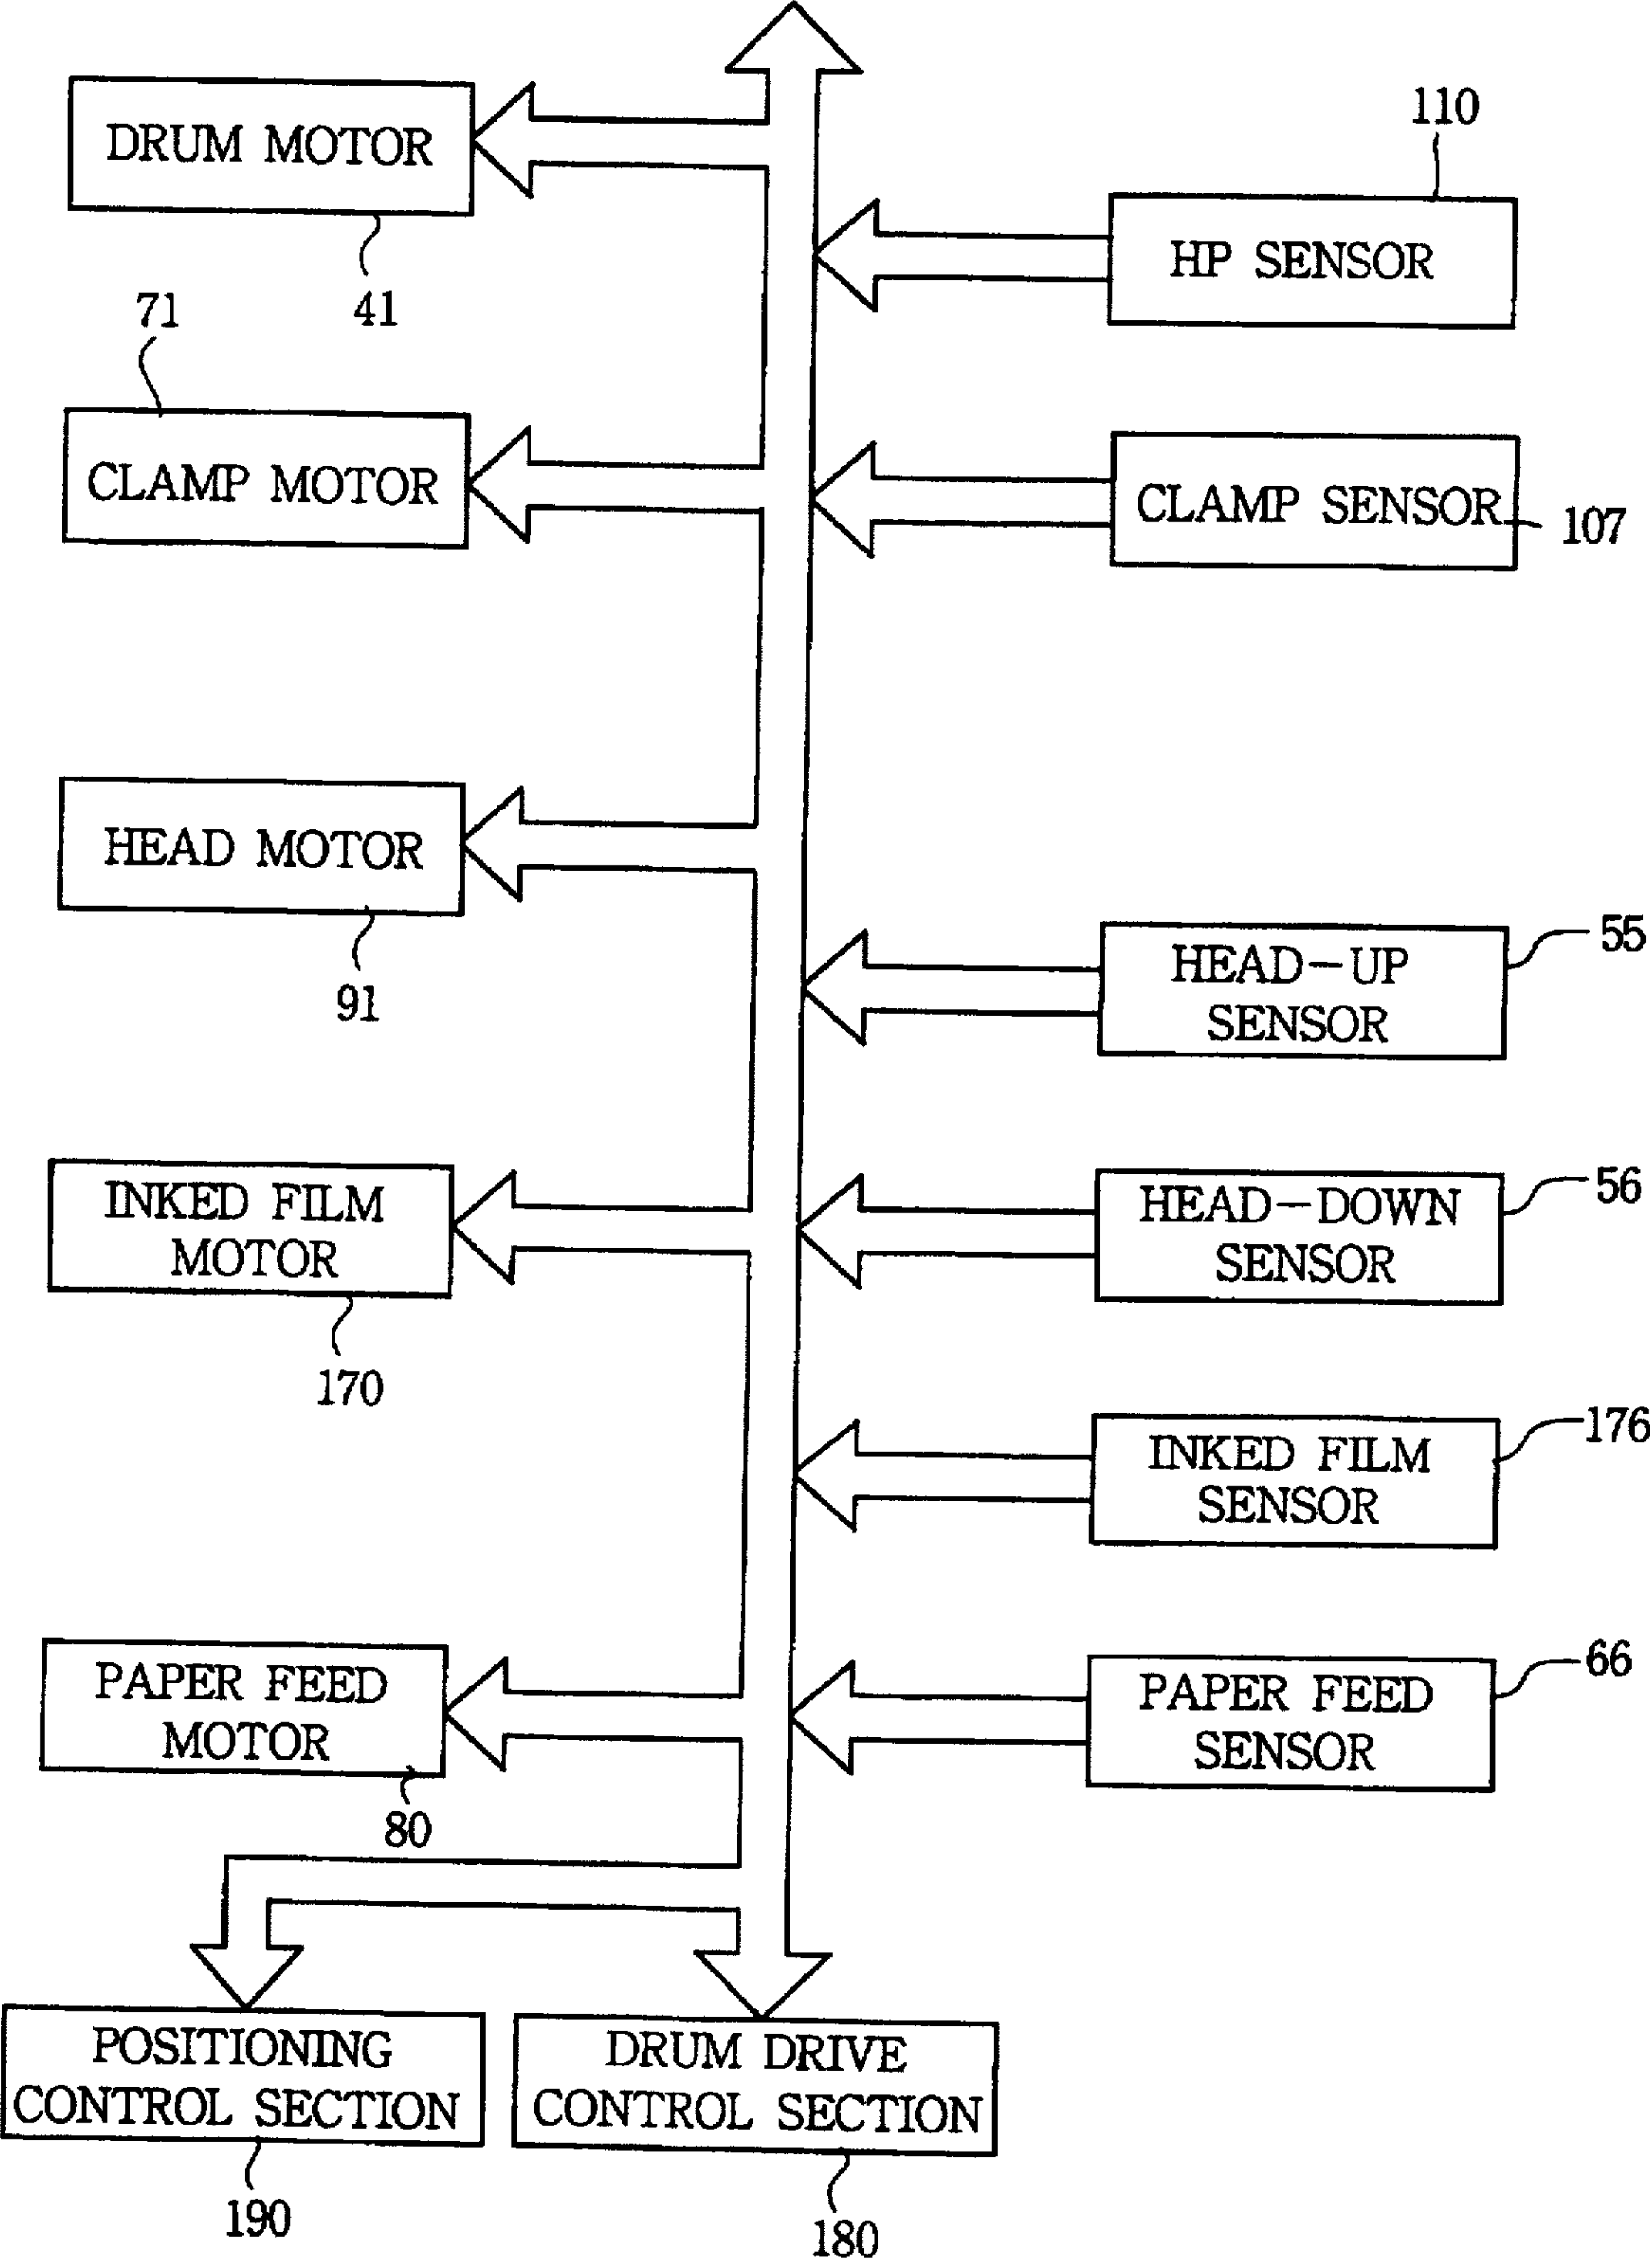 DRUM MOTOR
41
110
HP SENSOR
71
CLAMP MOTOR
CLAMP SENSOR
107
HEAD MOTOR
91
HEAD-UP
SENSOR
55
INKED FILM
MOTOR
170
HEAD-DOWN
SENSOR
56
INKED FILM
SENSOR
176
PAPER FEED
MOTOR
80
PAPER FEED
SENSOR
66
POSITIONING
CONTROL SECTION
190
DRUM DRIVE
CONTROL SECTION
180